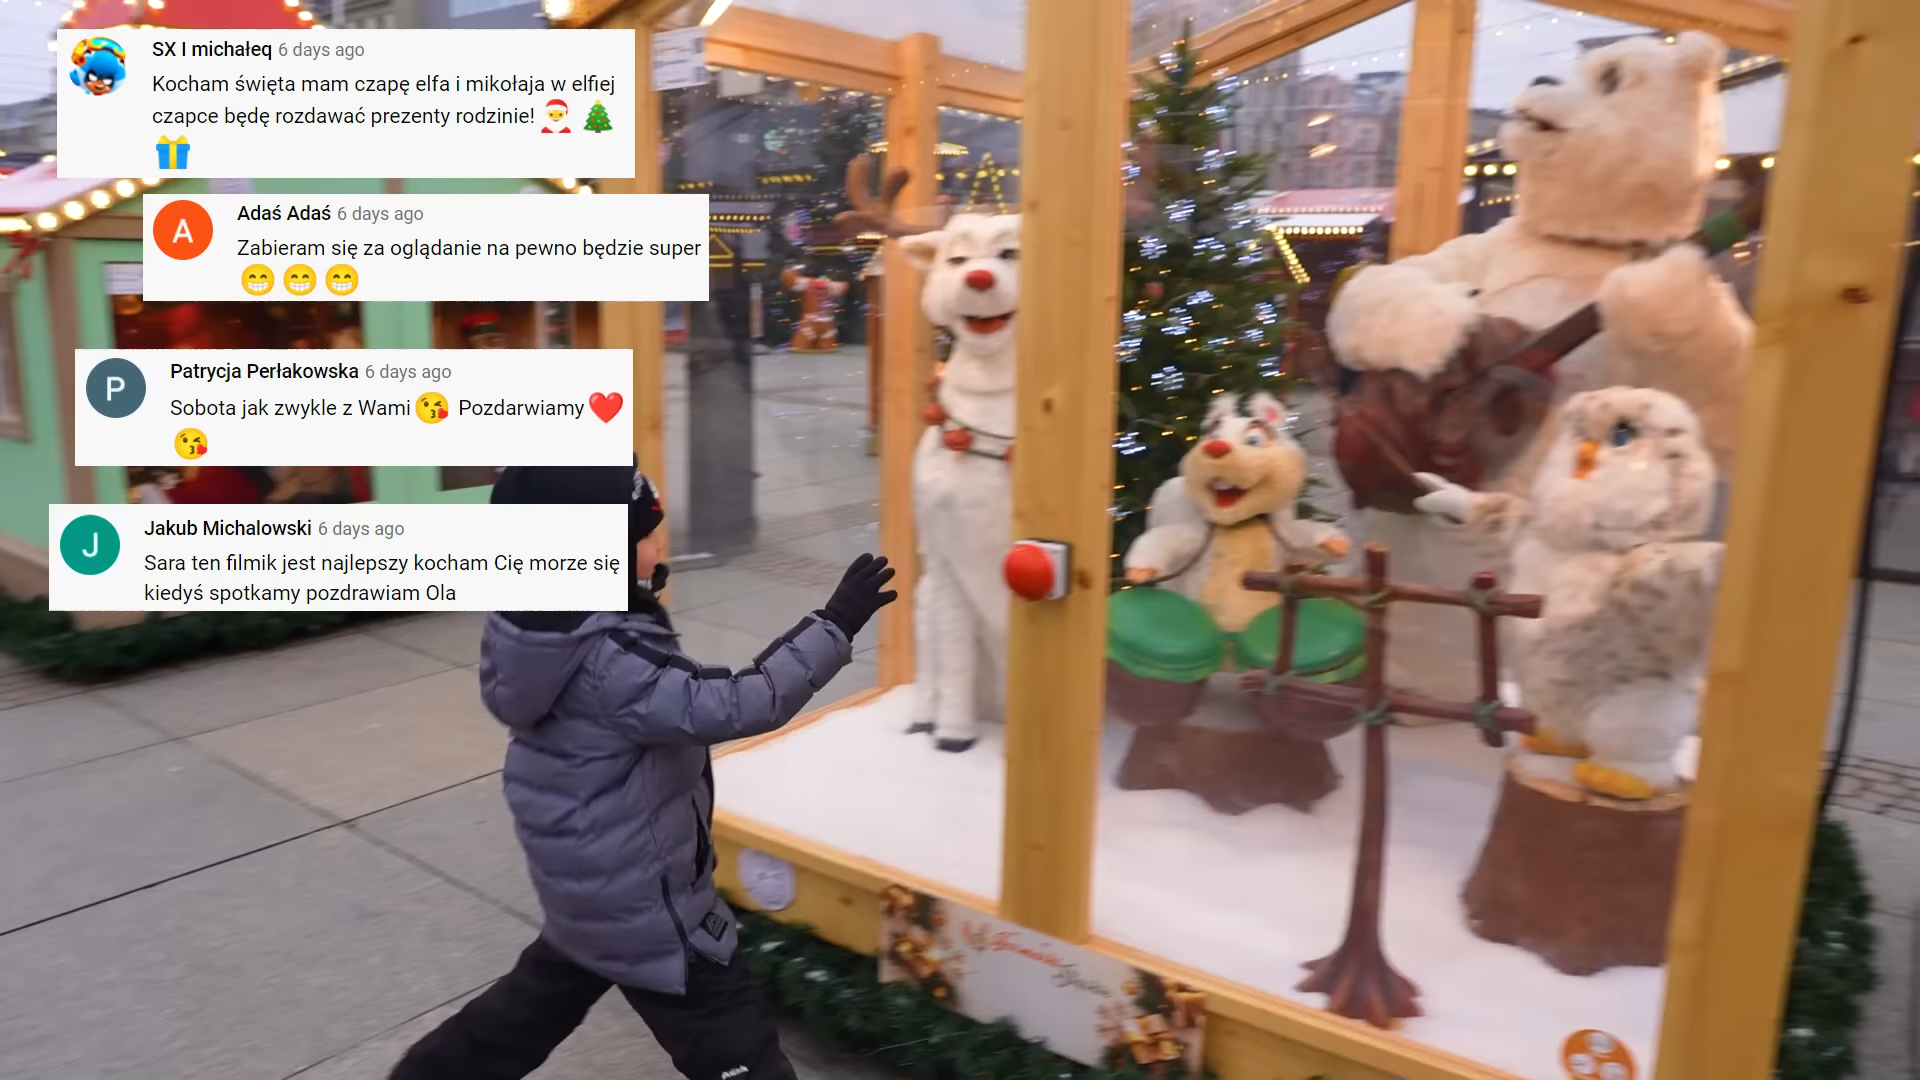 SX I michałeq 6 days ago
Kocham święta mam czapę elfa i mikołaja w elfiej
czapce będę rozdawać prezenty rodzinie! 🎅 🎄
🎁
A
Adaś Adaś 6 days ago
Zabieram się za oglądanie na pewno będzie super
😁 😁 😁
P
Patrycja Perłakowska 6 days ago
Sobota jak zwykle z Wami 😘 Pozdarwiamy ❤️
😘
J
Jakub Michalowski 6 days ago
Sara ten filmik jest najlepszy kocham Cię morze się
kiedyś spotkamy pozdrawiam Ola